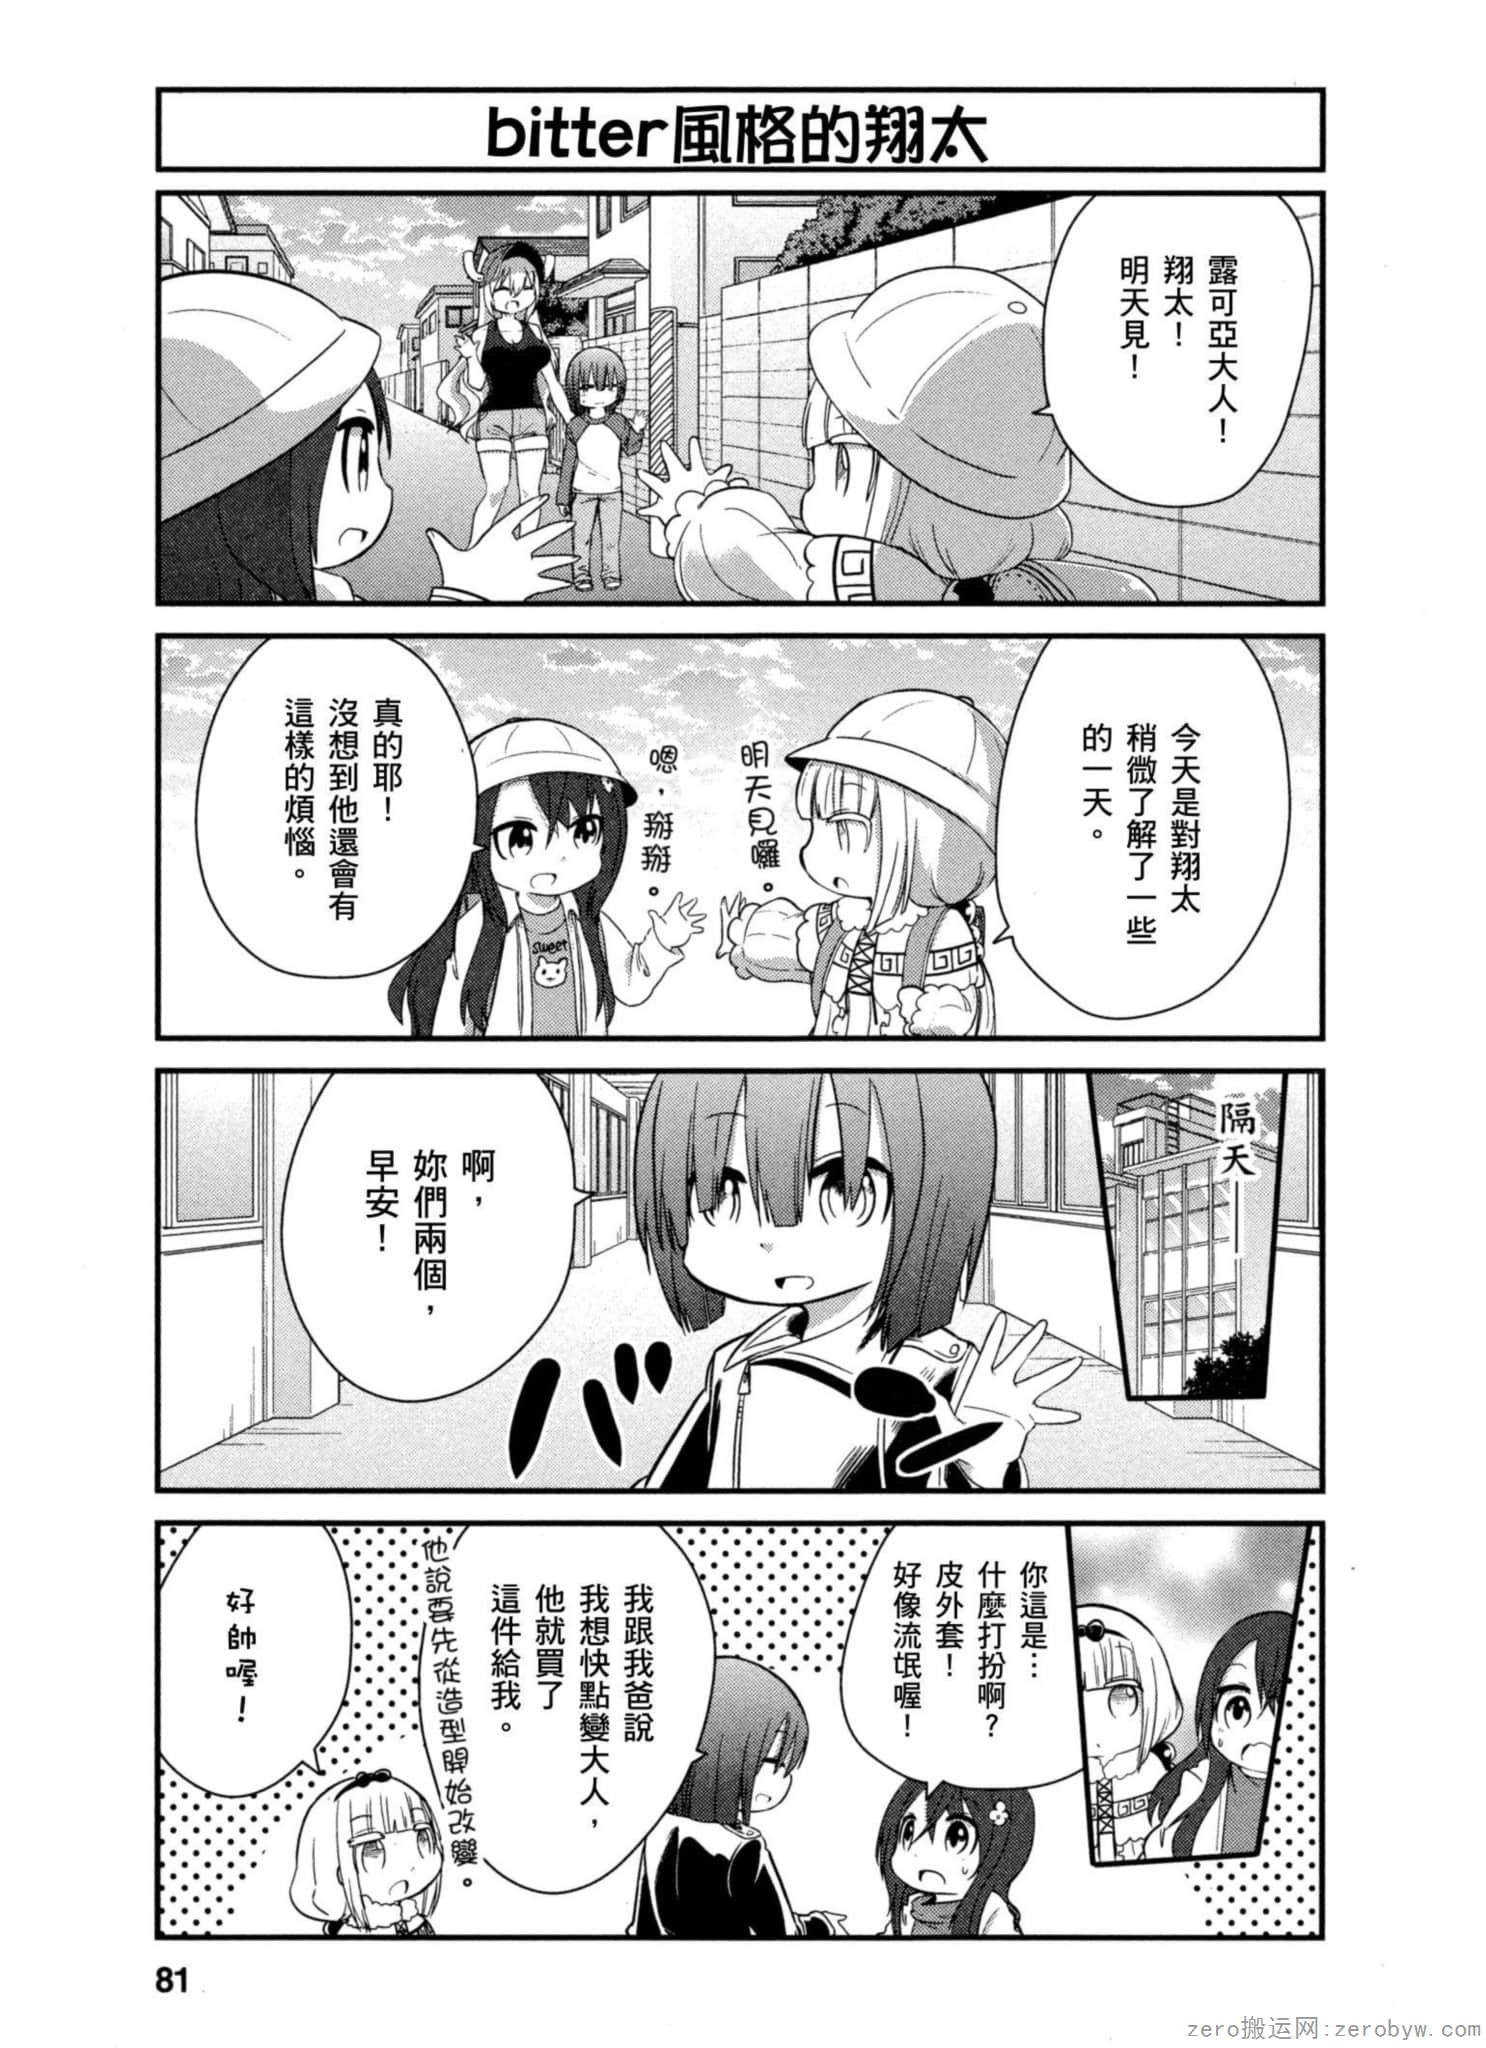 bitter風格的翔太
露可亞大人！
翔太！
明天見！
今天是對翔太
稍微了解了一些
的一天。
明天見囉。
嗯，掰掰。
真的耶！
沒想到他還會有
這樣的煩惱。
sweet
隔天——
啊，
妳們兩個，
早安！
バーン
你這是…
什麼打扮啊？
皮外套！
好像流氓喔！
我跟我爸說
我想快點變大人，
他就買了
這件給我。
他說要先從造型開始改變。
好帥喔！
81
zero搬运网:zerobyw.com